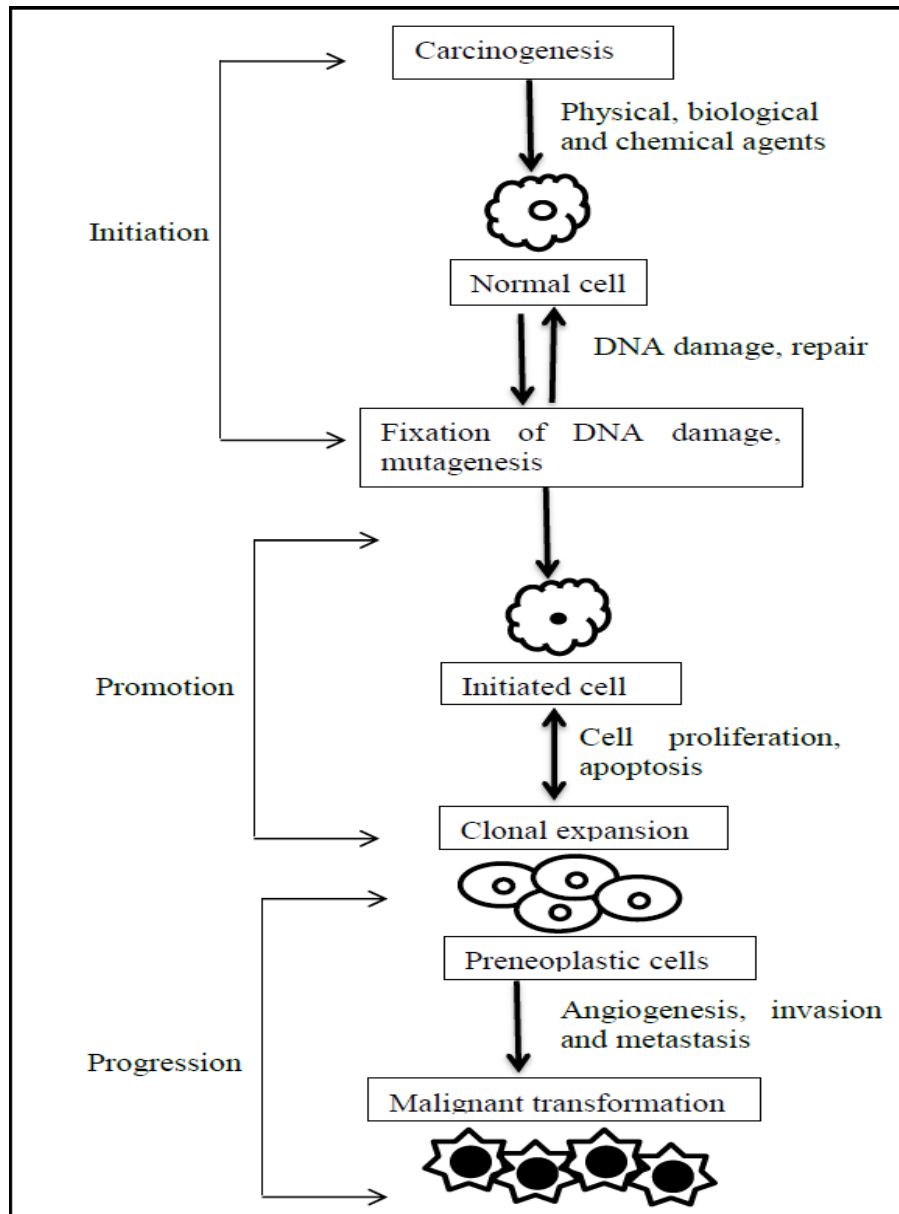 Carcinogenesis
Physical, biological
and chemical agents
Initiation
Normal cell
DNA damage, repair
Fixation of DNA damage,
mutagenesis
Promotion
Initiated cell
Cell proliferation,
apoptosis
Clonal expansion
Preneoplastic cells
Angiogenesis, invasion
and metastasis
Progression
Malignant transformation